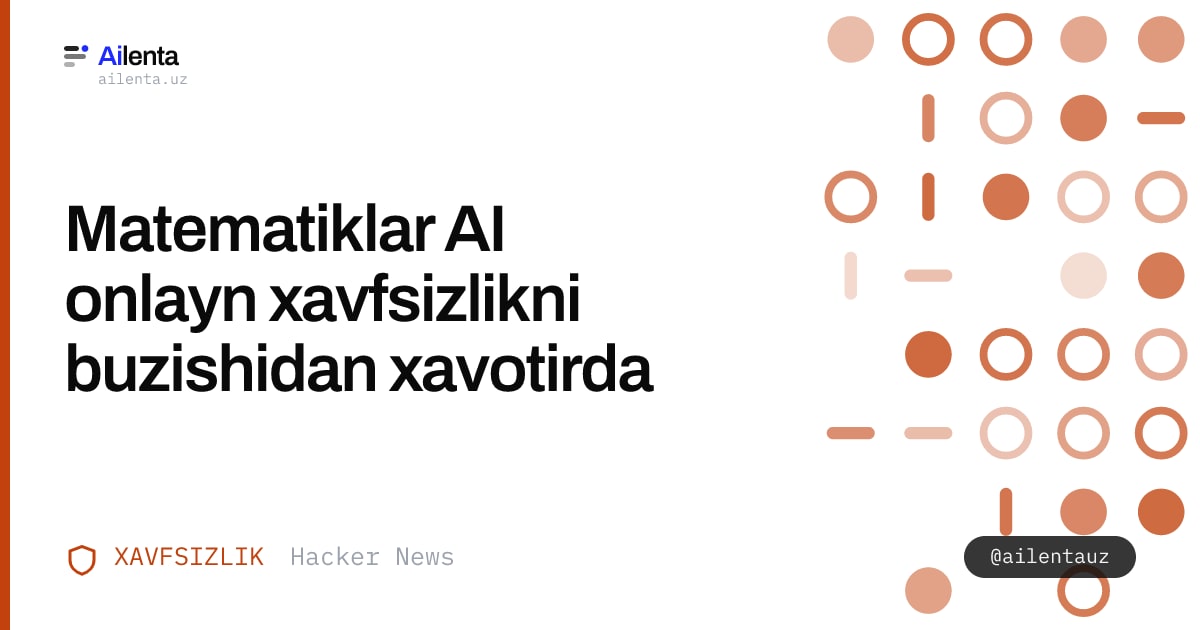 Ailenta
ailenta.uz
Matematiklar AI
onlayn xavfsizlikni
buzishidan xavotirda
XAVFSIZLIK Hacker News
@ailentauz